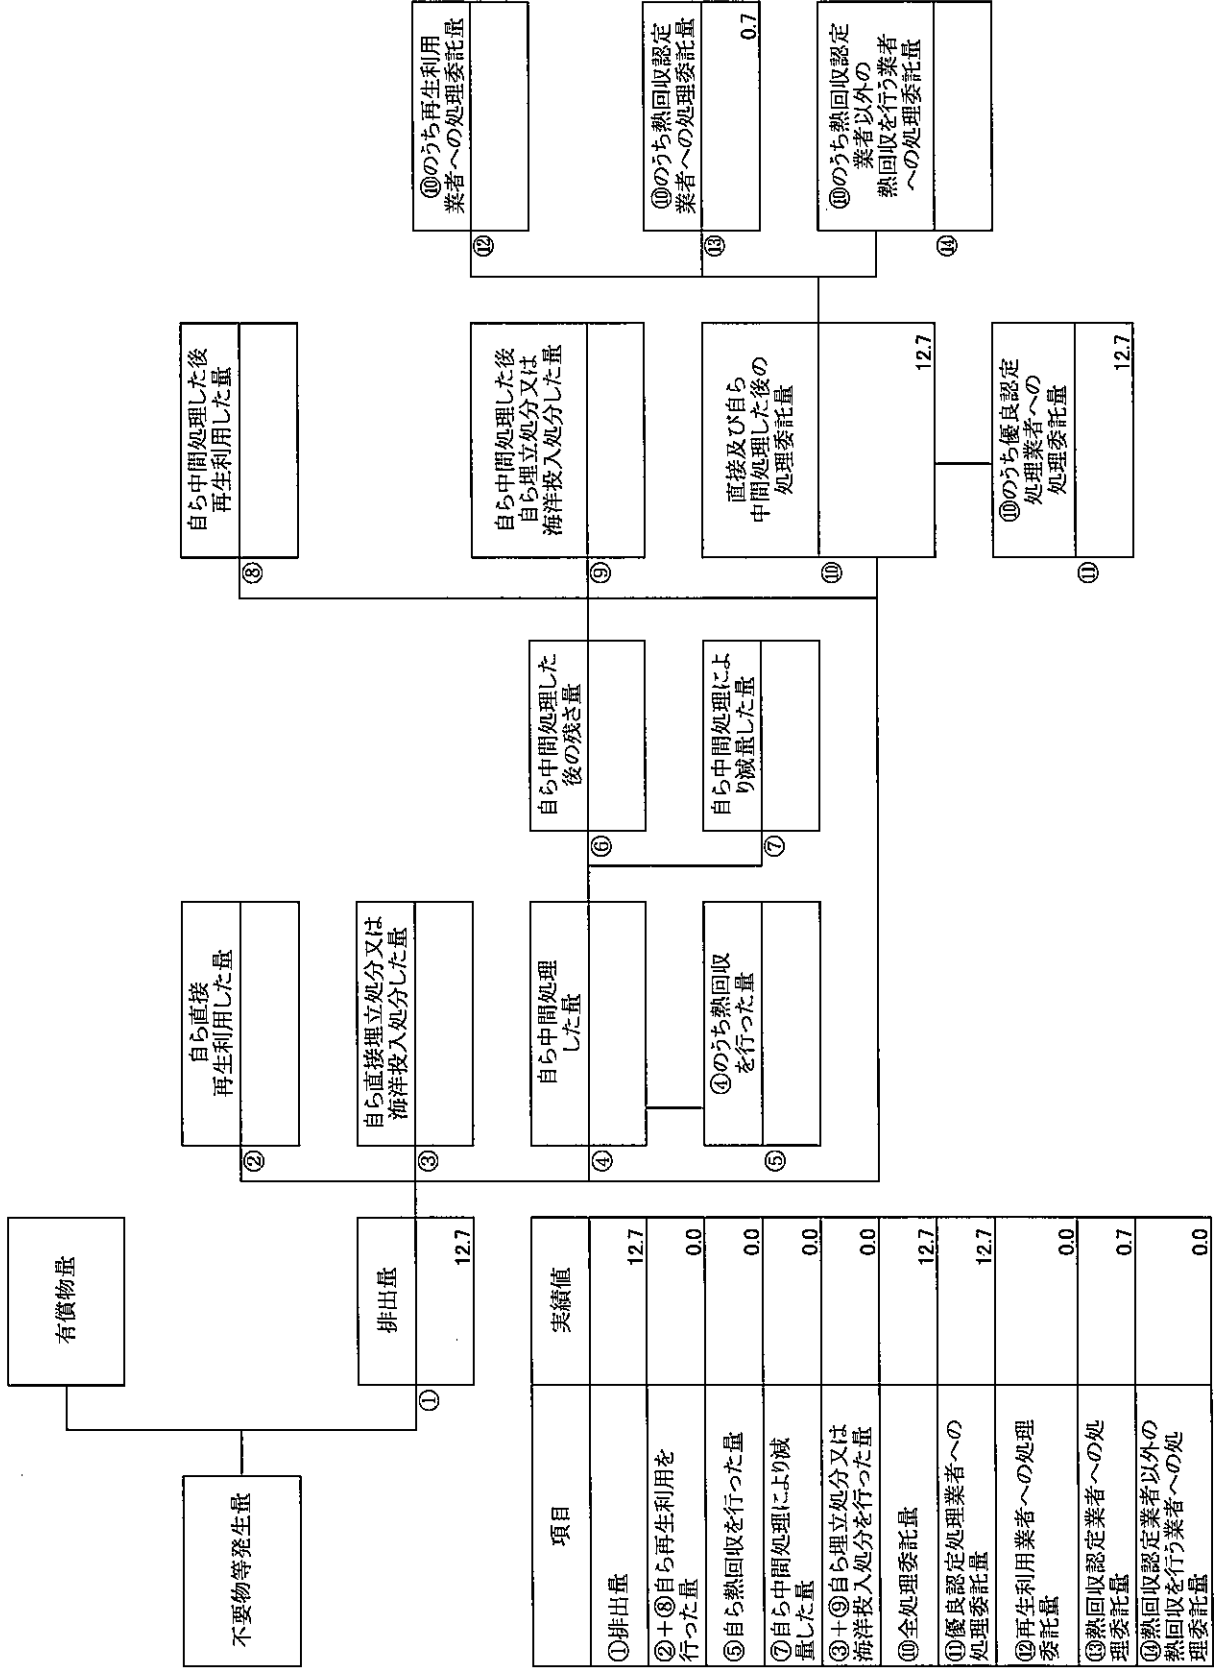 不要物等発生量
有償物量
排出量
①
12.7
自ら直接
再生利用した量
②
自ら直接埋立処分又は
海洋投入処分した量
③
自ら中間処理
した量
④
④のうち熱回収
を行った量
⑤
自ら中間処理した
後の残さ量
⑥
自ら中間処理によ
り減量した量
⑦
自ら中間処理した後
再生利用した量
⑧
自ら中間処理した後
自ら埋立処分又は
海洋投入処分した量
⑨
直接及び自ら
中間処理した後の
処理委託量
⑩
12.7
⑩のうち優良認定
処理業者への
処理委託量
⑪
12.7
⑩のうち再生利用
業者への処理委託量
⑫
⑩のうち熱回収認定
業者への処理委託量
⑬
0.7
⑩のうち熱回収認定
業者以外の
熱回収を行う業者
への処理委託量
⑭
項目 実績値
①排出量 12.7
②+⑧自ら再生利用を
行った量 0.0
⑤自ら熱回収を行った量 0.0
⑦自ら中間処理により減
量した量 0.0
③+⑨自ら埋立処分又は
海洋投入処分を行った量 0.0
⑩全処理委託量 12.7
⑪優良認定処理業者への
処理委託量 12.7
⑫再生利用業者への処理
委託量 0.0
⑬熱回収認定業者への処
理委託量 0.7
⑭熱回収認定業者以外の
熱回収を行う業者への処
理委託量 0.0